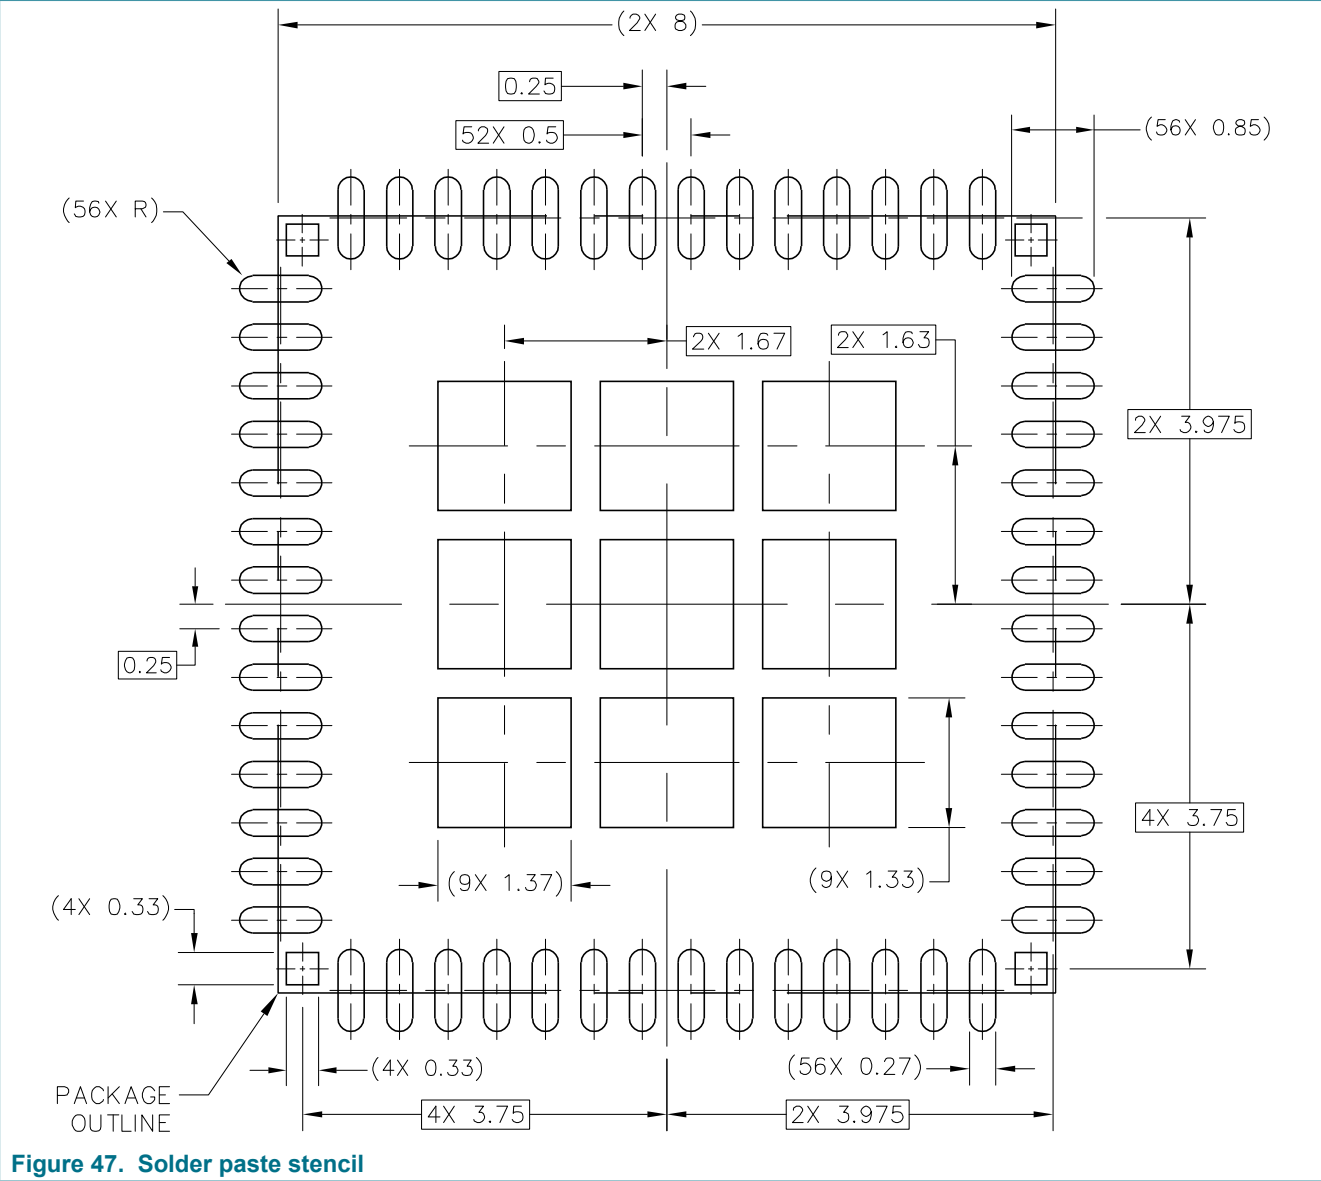 (2X 8)
0.25
52X 0.5
(56X 0.85)
(56X R)
2X 1.67
2X 1.63
2X 3.975
0.25
4X 3.75
(9X 1.37)
(9X 1.33)
(4X 0.33)
(4X 0.33)
(56X 0.27)
PACKAGE
OUTLINE
4X 3.75
2X 3.975
Figure 47. Solder paste stencil